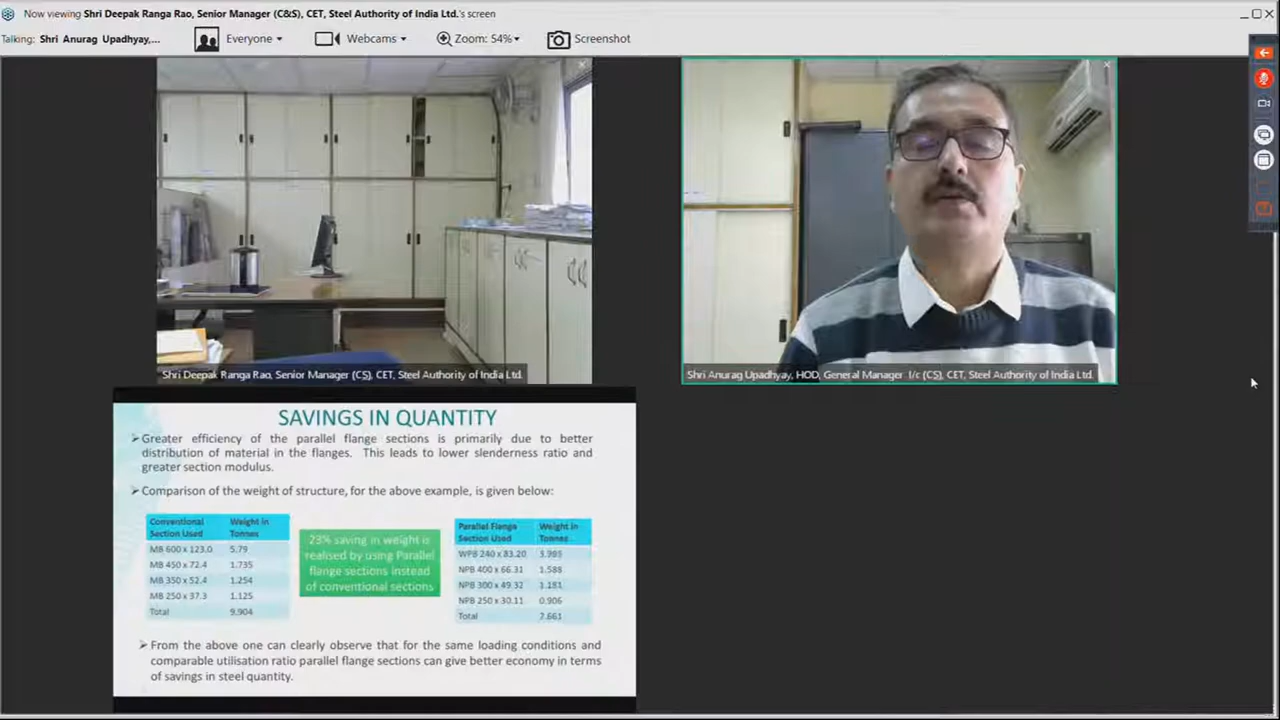 Now viewing Shri Deepak Ranga Rao, Senior Manager (C&S), CET, Steel Authority of India Ltd.'s screen
Talking: Shri Anurag Upadhyay,... Everyone Webcams Zoom: 54% Screenshot
Shri Deepak Ranga Rao, Senior Manager (CS), CET, Steel Authority of India Ltd.
Shri Anurag Upadhyay, HOD, General Manager I/c (CS), CET, Steel Authority of India Ltd.
SAVINGS IN QUANTITY
Greater efficiency of the parallel flange sections is primarily due to better
distribution of material in the flanges. This leads to lower slenderness ratio and
greater section modulus.
Comparison of the weight of structure, for the above example, is given below:
Conventional Section Used Weight in Tonnes
MB 600 x 123.0 5.79
MB 450 x 72.4 1.735
MB 350 x 52.4 1.254
MB 250 x 37.3 1.125
Total 9.904
23% saving in weight is
realised by using Parallel
flange sections instead
of conventional sections
Parallel Flange Section Used Weight in Tonnes
WPB 240 x 83.20 3.985
NPB 400 x 66.31 1.588
NPB 300 x 49.32 1.181
NPB 250 x 30.11 0.906
Total 7.661
From the above one can clearly observe that for the same loading conditions and
comparable utilisation ratio parallel flange sections can give better economy in terms
of savings in steel quantity.